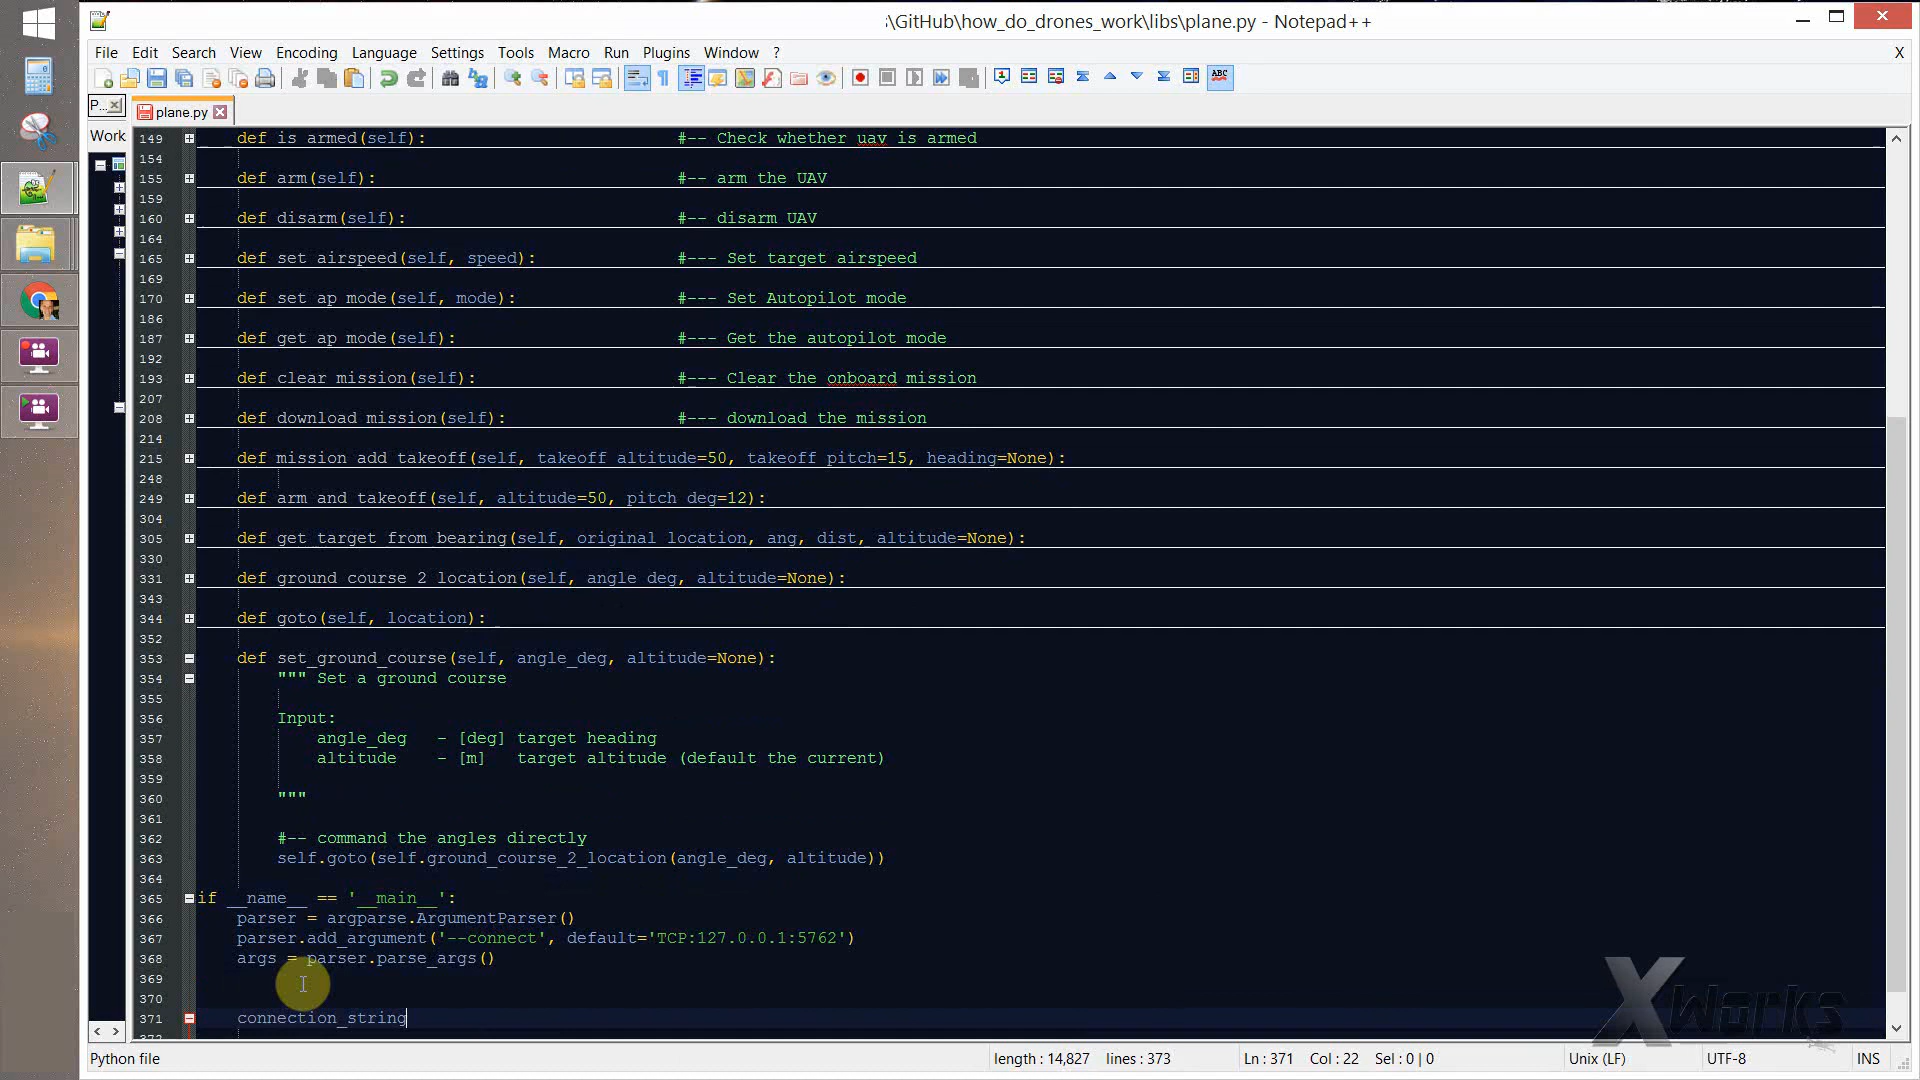 :\GitHub\how_do_drones_work\libs\plane.py - Notepad++
File Edit Search View Encoding Language Settings Tools Macro Run Plugins Window ? X
ABC
P... plane.py
Work
149 def is_armed(self): #-- Check whether uav is armed
154
155 def arm(self): #-- arm the UAV
159
160 def disarm(self): #-- disarm UAV
164
165 def set_airspeed(self, speed): #--- Set target airspeed
169
170 def set_ap_mode(self, mode): #--- Set Autopilot mode
186
187 def get_ap_mode(self): #--- Get the autopilot mode
192
193 def clear_mission(self): #--- Clear the onboard mission
207
208 def download_mission(self): #--- download the mission
214
215 def mission_add_takeoff(self, takeoff_altitude=50, takeoff_pitch=15, heading=None):
248
249 def arm_and_takeoff(self, altitude=50, pitch_deg=12):
304
305 def get_target_from_bearing(self, original_location, ang, dist, altitude=None):
330
331 def ground_course_2_location(self, angle_deg, altitude=None):
343
344 def goto(self, location):
352
353 def set_ground_course(self, angle_deg, altitude=None):
354 """ Set a ground course
355
356 Input:
357 angle_deg - [deg] target heading
358 altitude - [m] target altitude (default the current)
359
360 """
361
362 #-- command the angles directly
363 self.goto(self.ground_course_2_location(angle_deg, altitude))
364
365 if __name__ == '__main__':
366 parser = argparse.ArgumentParser()
367 parser.add_argument('--connect', default='TCP:127.0.0.1:5762')
368 args = parser.parse_args()
369
370
371 connection_string
372
XWorks
Python file length : 14,827 lines : 373 Ln : 371 Col : 22 Sel : 0 | 0 Unix (LF) UTF-8 INS